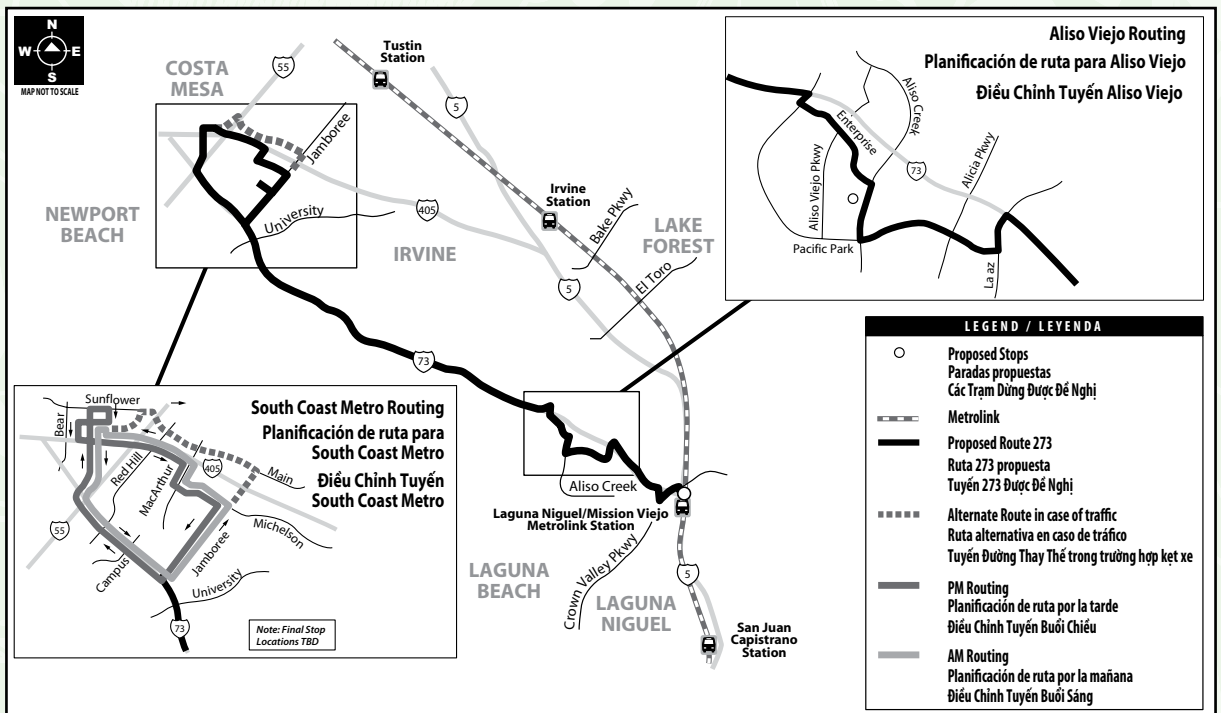 N
W E
S
MAP NOT TO SCALE
COSTA
MESA
55
Tustin
Station
5
Jamboree
NEWPORT
BEACH
University
405
IRVINE
Irvine
Station
Bake Pkwy
LAKE
FOREST
5
El Toro
73
Aliso Creek
Laguna Niguel/Mission Viejo
Metrolink Station
LAGUNA
BEACH
Crown Valley Pkwy
LAGUNA
NIGUEL
5
San Juan
Capistrano
Station
Aliso Viejo Routing
Planificación de ruta para Aliso Viejo
Điều Chỉnh Tuyến Aliso Viejo
Aliso Creek
Enterprise
73
Alicia Pkwy
Aliso Viejo Pkwy
Pacific Park
La az
South Coast Metro Routing
Planificación de ruta para
South Coast Metro
Điều Chỉnh Tuyến
South Coast Metro
Sunflower
Bear
Red Hill
MacArthur
405
Main
Michelson
55
Campus
Jamboree
University
73
Note: Final Stop
Locations TBD
LEGEND / LEYENDA
Proposed Stops
Paradas propuestas
Các Trạm Dừng Được Đề Nghị
Metrolink
Proposed Route 273
Ruta 273 propuesta
Tuyến 273 Được Đề Nghị
Alternate Route in case of traffic
Ruta alternativa en caso de tráfico
Tuyến Đường Thay Thế trong trường hợp kẹt xe
PM Routing
Planificación de ruta por la tarde
Điều Chỉnh Tuyến Buổi Chiều
AM Routing
Planificación de ruta por la mañana
Điều Chỉnh Tuyến Buổi Sáng